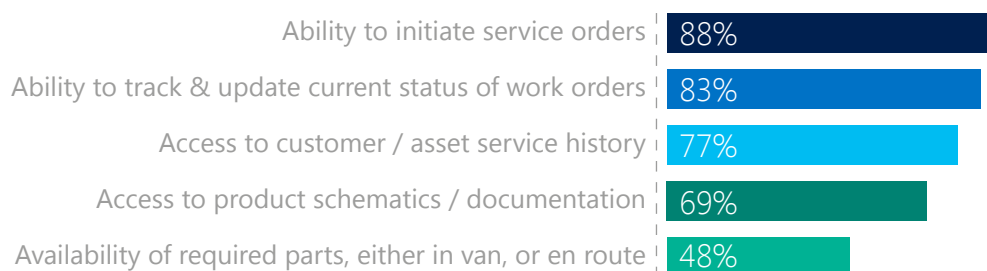 Ability to initiate service orders 88%
Ability to track & update current status of work orders 83%
Access to customer / asset service history 77%
Access to product schematics / documentation 69%
Availability of required parts, either in van, or en route 48%